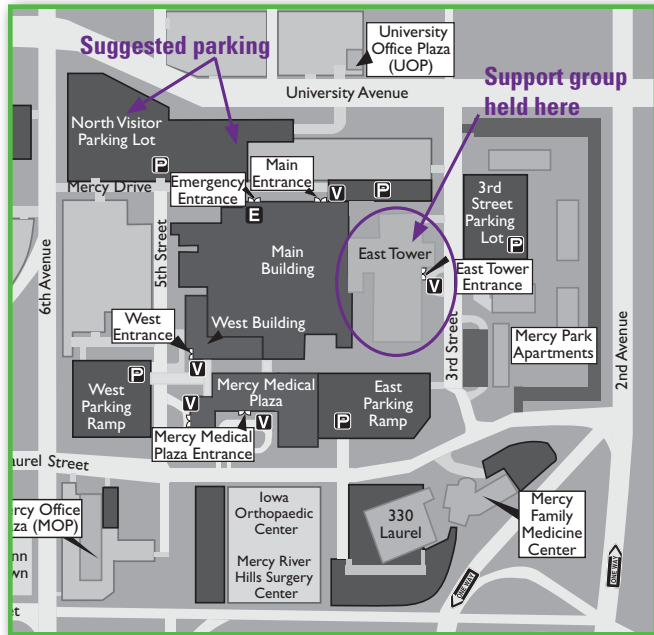 Suggested parking
University
Office Plaza
(UOP)
Support group
held here
University Avenue
North Visitor
Parking Lot
P
Mercy Drive
Emergency
Entrance
E
Main
Entrance
V
P
3rd
Street
Parking
Lot
P
6th Avenue
5th Street
Main
Building
East Tower
East Tower
Entrance
V
3rd Street
2nd Avenue
West
Entrance
West Building
V
Mercy Park
Apartments
P
West
Parking
Ramp
Mercy Medical
Plaza
V
V
Mercy Medical
Plaza Entrance
East
Parking
Ramp
P
aurel Street
ercy Office
za (MOP)
Iowa
Orthopaedic
Center
Mercy River
Hills Surgery
Center
330
Laurel
Mercy
Family
Medicine
Center
nn
wn
et
ONE WAY
ONE WAY